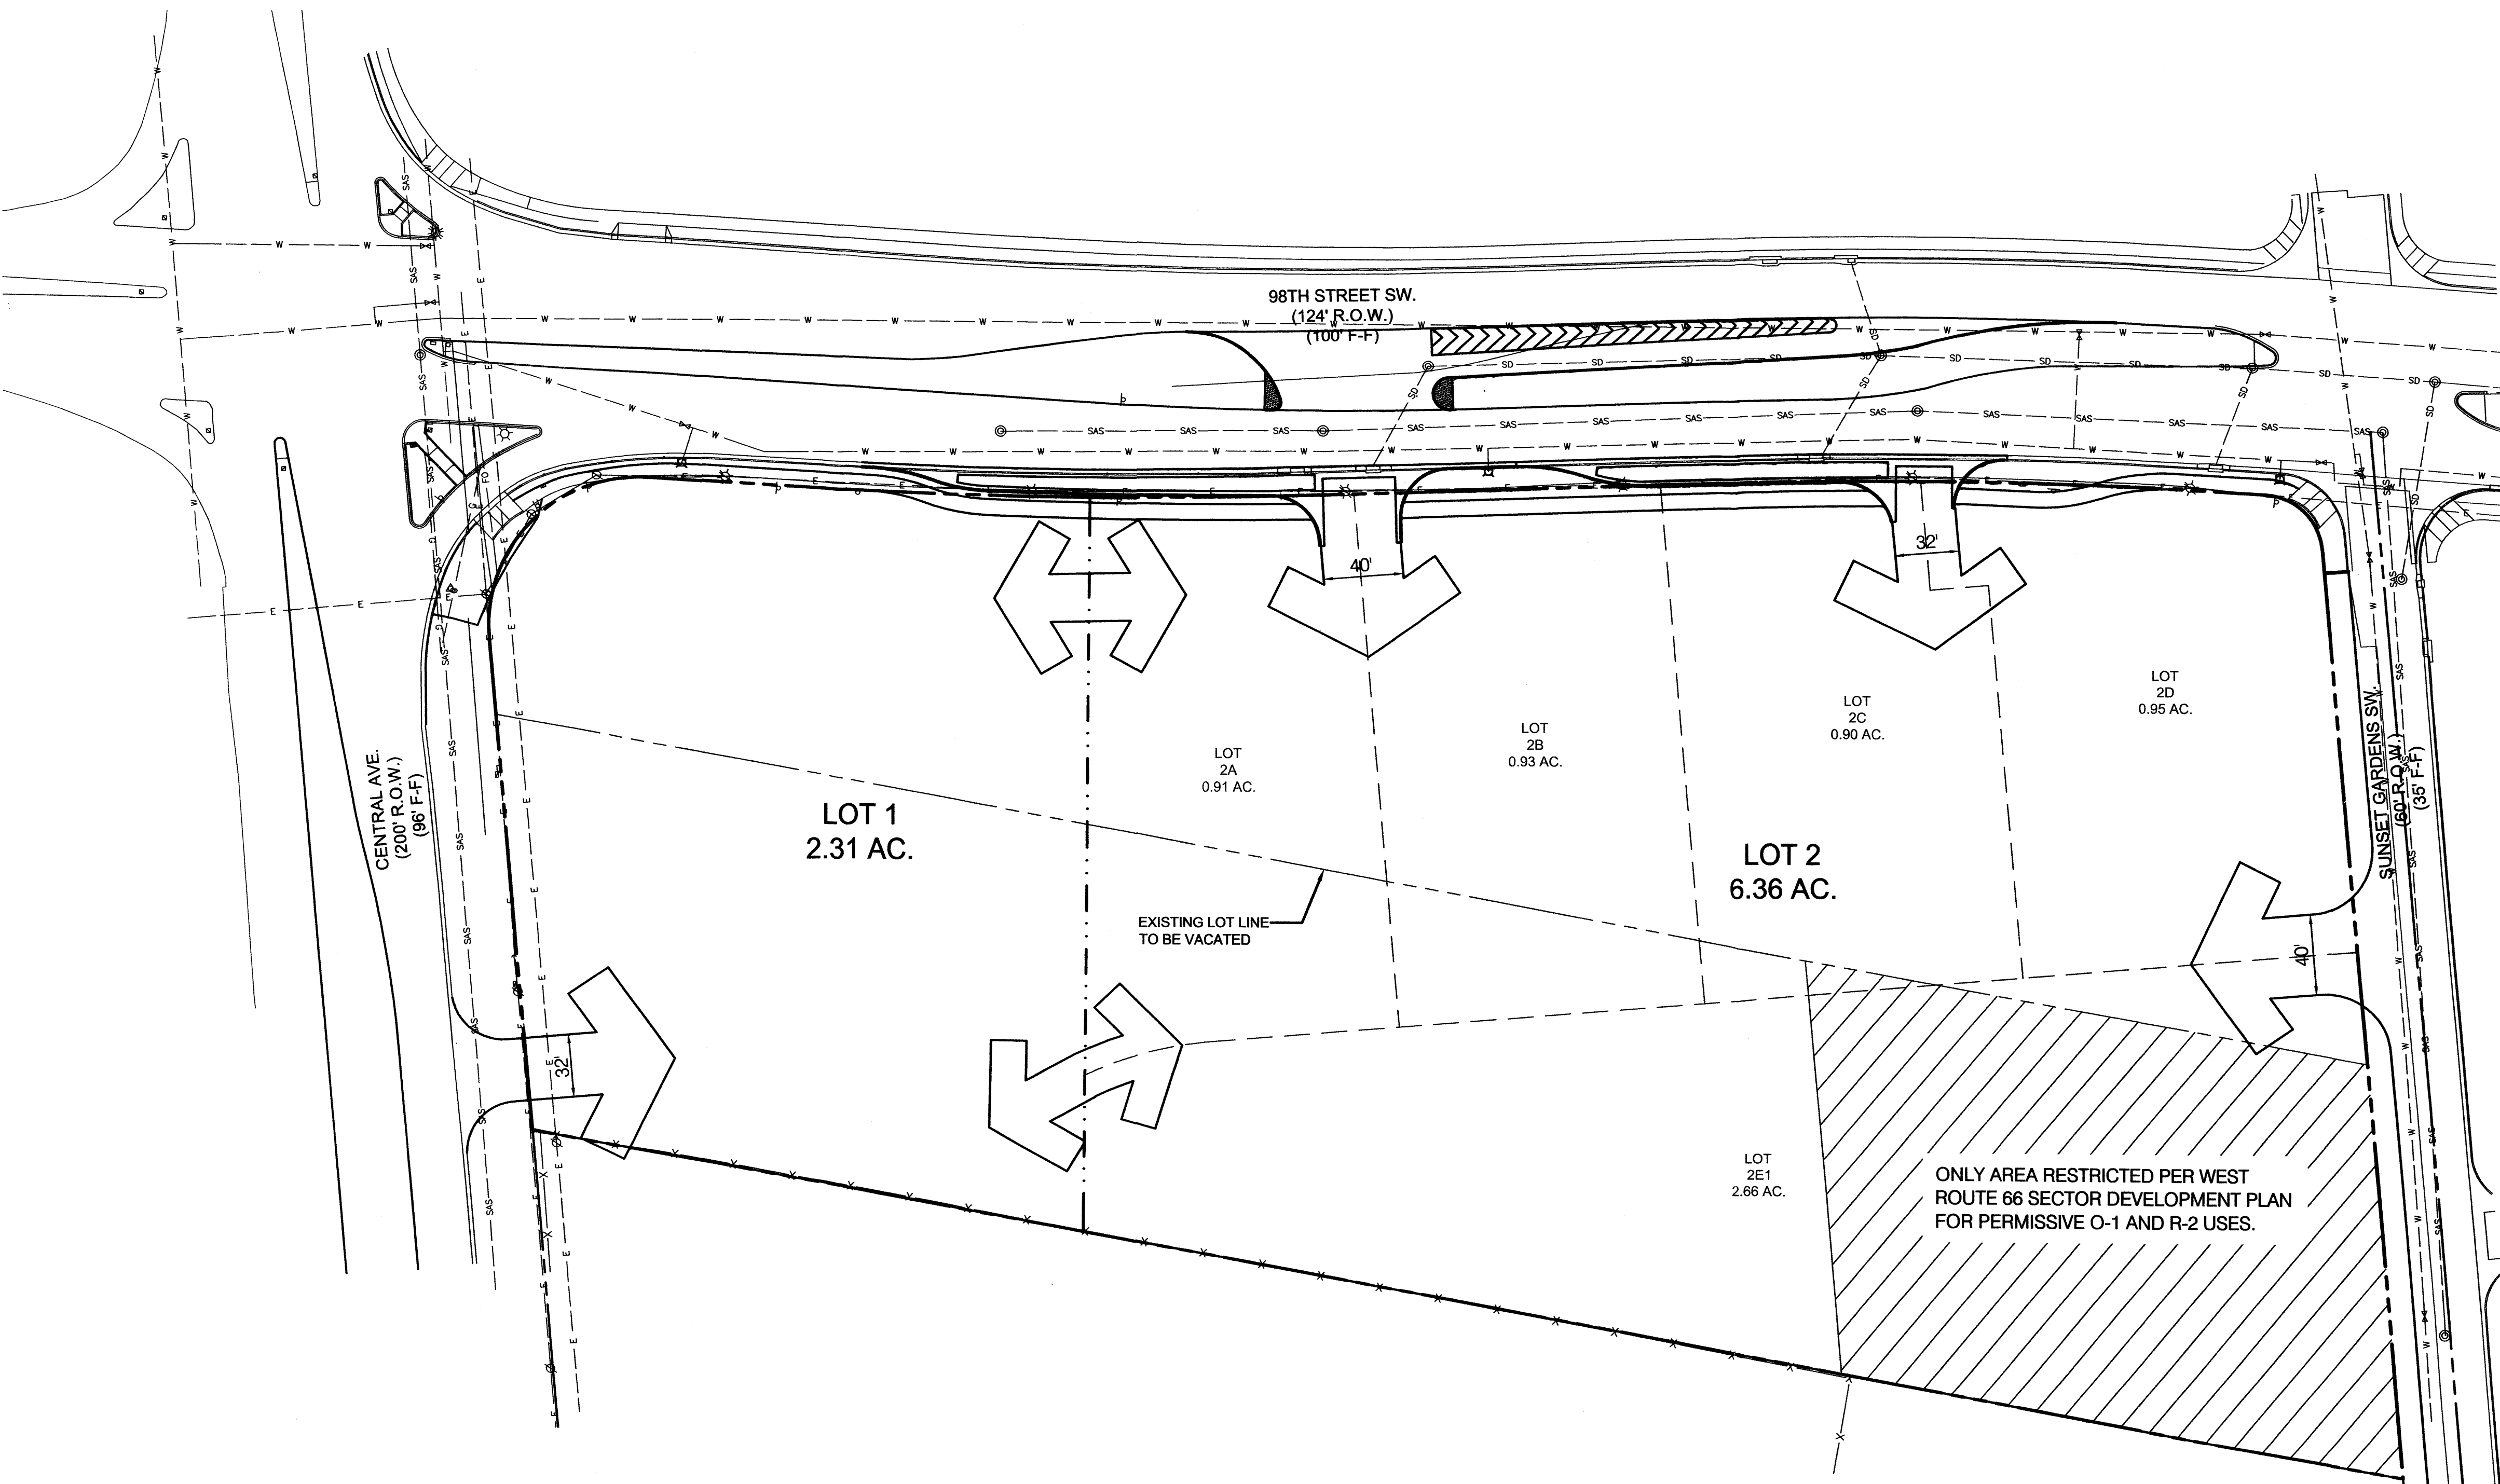 98TH STREET SW.
(124' R.O.W.)
(100' F-F)
40'
32'
LOT
2D
0.95 AC.
LOT
2C
0.90 AC.
LOT
2B
0.93 AC.
LOT
2A
0.91 AC.
CENTRAL AVE.
(200' R.O.W.)
(96' F-F)
LOT 1
2.31 AC.
LOT 2
6.36 AC.
SUNSET GARDENS SW.
(60' R.O.W.)
(35' F-F)
EXISTING LOT LINE
TO BE VACATED
40'
32'
LOT
2E1
2.66 AC.
ONLY AREA RESTRICTED PER WEST
ROUTE 66 SECTOR DEVELOPMENT PLAN
FOR PERMISSIVE O-1 AND R-2 USES.